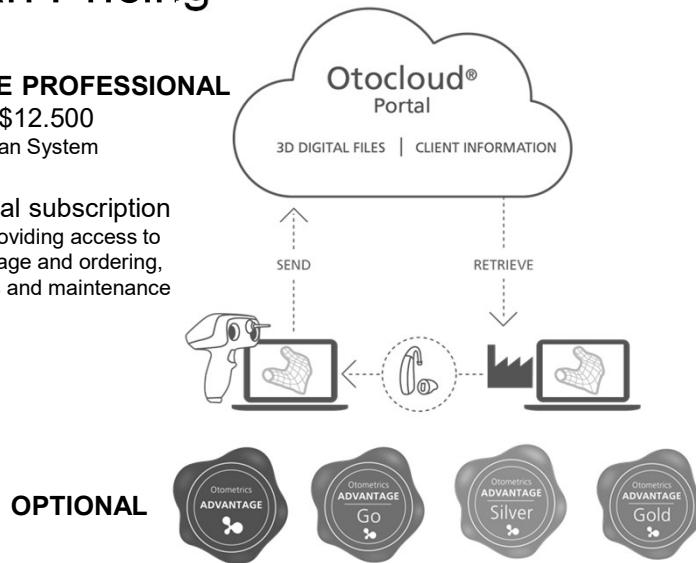 E PROFESSIONAL
$12.500
an System
al subscription
oviding access to
age and ordering,
s and maintenance
Otocloud®
Portal
3D DIGITAL FILES | CLIENT INFORMATION
SEND
RETRIEVE
OPTIONAL
Otometrics
ADVANTAGE
Otometrics
ADVANTAGE
Go
Otometrics
ADVANTAGE
Silver
Otometrics
ADVANTAGE
Gold